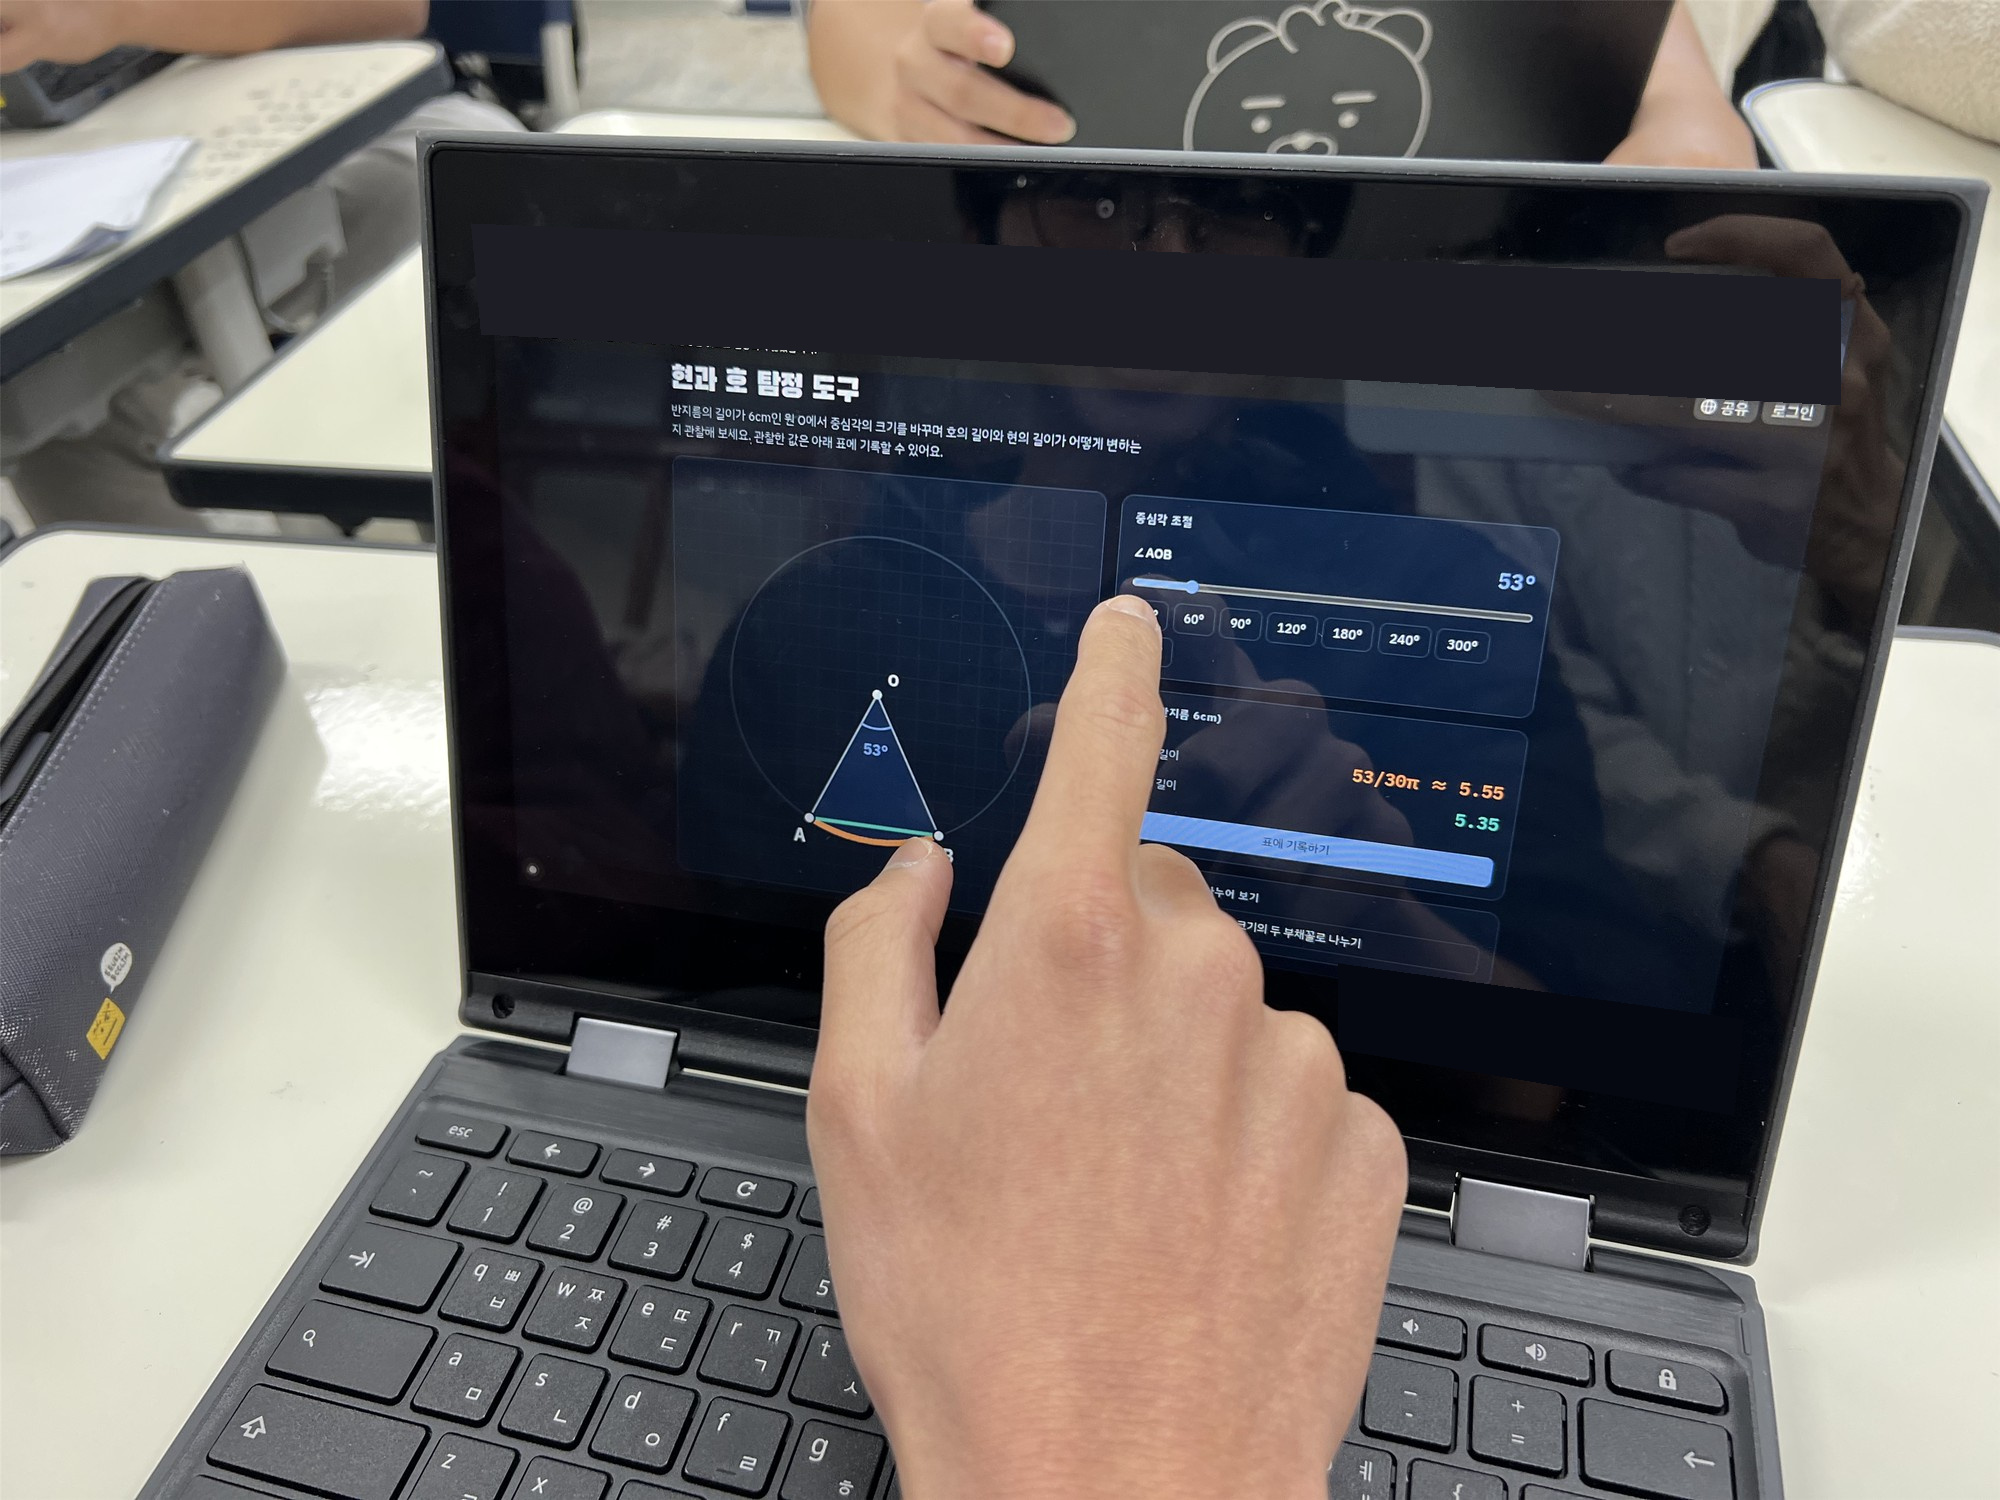 현과 호 탐정 도구
반지름의 길이가 6cm인 원 O에서 중심각의 크기를 바꾸며 호의 길이와 현의 길이가 어떻게 변하는
지 관찰해 보세요. 관찰한 값은 아래 표에 기록할 수 있어요.
공유 로그인
O
53°
A
B
중심각 조절
∠AOB
53°
60° 90° 120° 180° 240° 300°
반지름 6cm)
길이
53/30π ≈ 5.55
길이
5.35
표에 기록하기
나누어 보기
크기의 두 부채꼴로 나누기
esc
~ ` ! 1 @ 2 # 3 $ 4 5
q ㅃ ㅂ w ㅉ ㅈ e ㄸ ㄷ r ㄲ ㄱ t ㅅ
a ㅁ s ㄴ d ㅇ f ㄹ g ㅎ
z ㅋ x
- + =
ㅖ ㅔ {